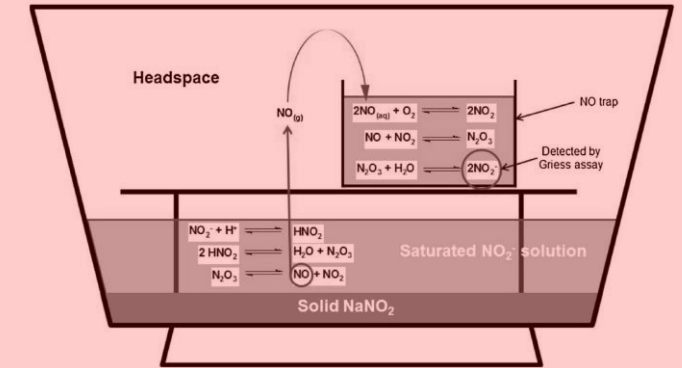 Headspace
NO(g)
2NO(aq) + O₂ ⇌ 2NO₂
NO + NO₂ ⇌ N₂O₃
N₂O₃ + H₂O ⇌ 2NO₂⁻
NO trap
Detected by
Griess assay
NO₂⁻ + H⁺ ⇌ HNO₂
2 HNO₂ ⇌ H₂O + N₂O₃
N₂O₃ ⇌ NO + NO₂
Saturated NO₂⁻ solution
Solid NaNO₂